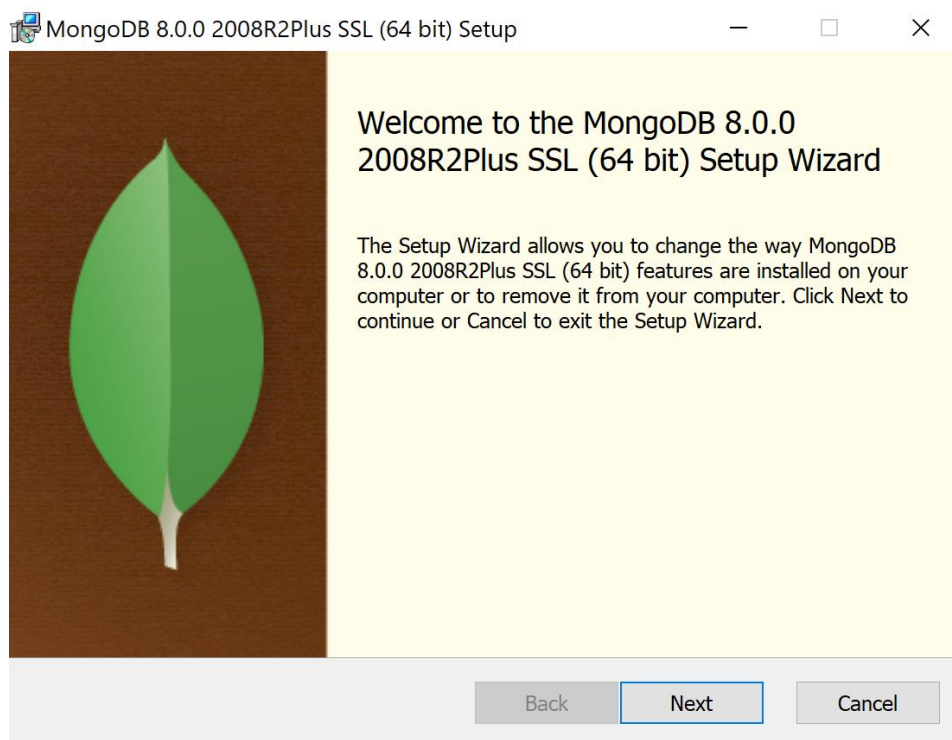 MongoDB 8.0.0 2008R2Plus SSL (64 bit) Setup
Welcome to the MongoDB 8.0.0
2008R2Plus SSL (64 bit) Setup Wizard
The Setup Wizard allows you to change the way MongoDB
8.0.0 2008R2Plus SSL (64 bit) features are installed on your
computer or to remove it from your computer. Click Next to
continue or Cancel to exit the Setup Wizard.
Back Next Cancel